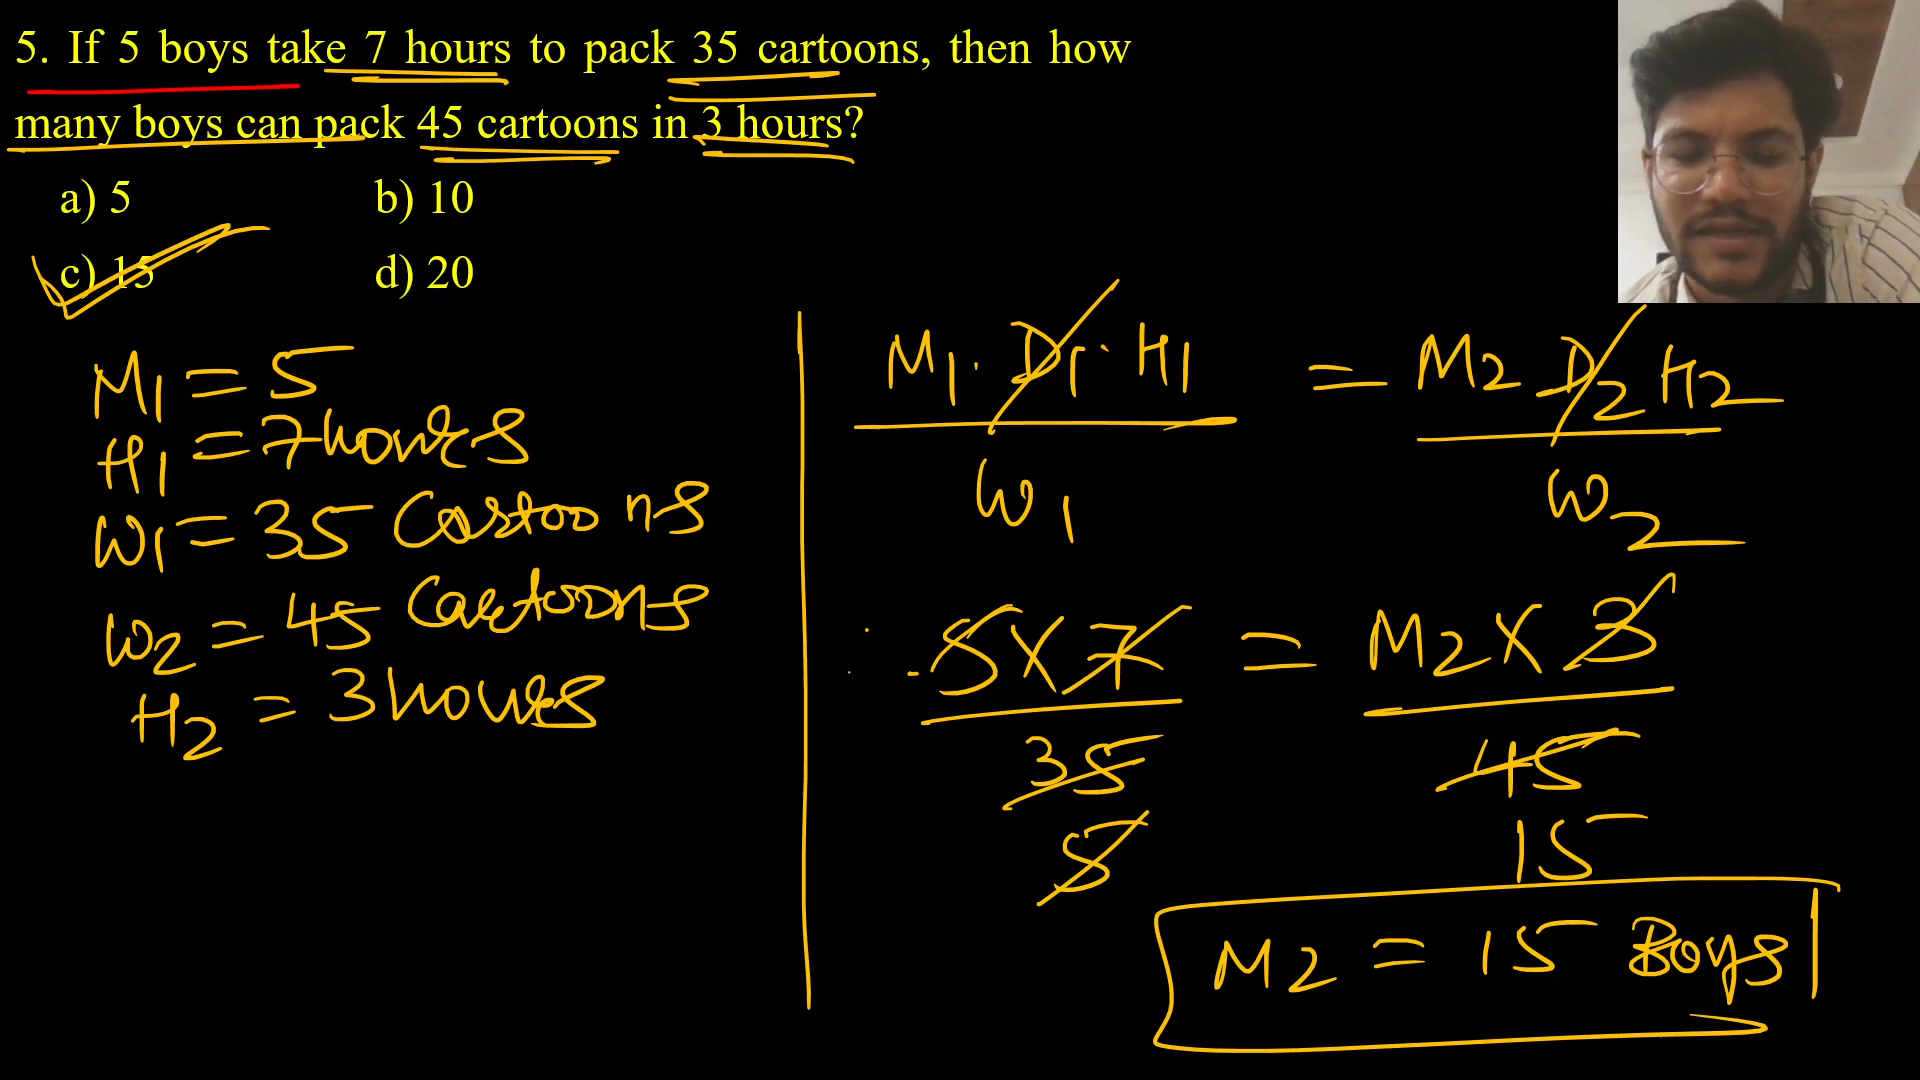 5. If 5 boys take 7 hours to pack 35 cartoons, then how
many boys can pack 45 cartoons in 3 hours?
a) 5 b) 10
c) 15 d) 20
M1 = 5
H1 = 7 hours
W1 = 35 Cartoons
W2 = 45 Cartoons
H2 = 3 hours
M1 . D1 . H1 = M2 D2 H2
W1 W2
5 X 7 = M2 X 3
35 45
5 15
M2 = 15 Boys